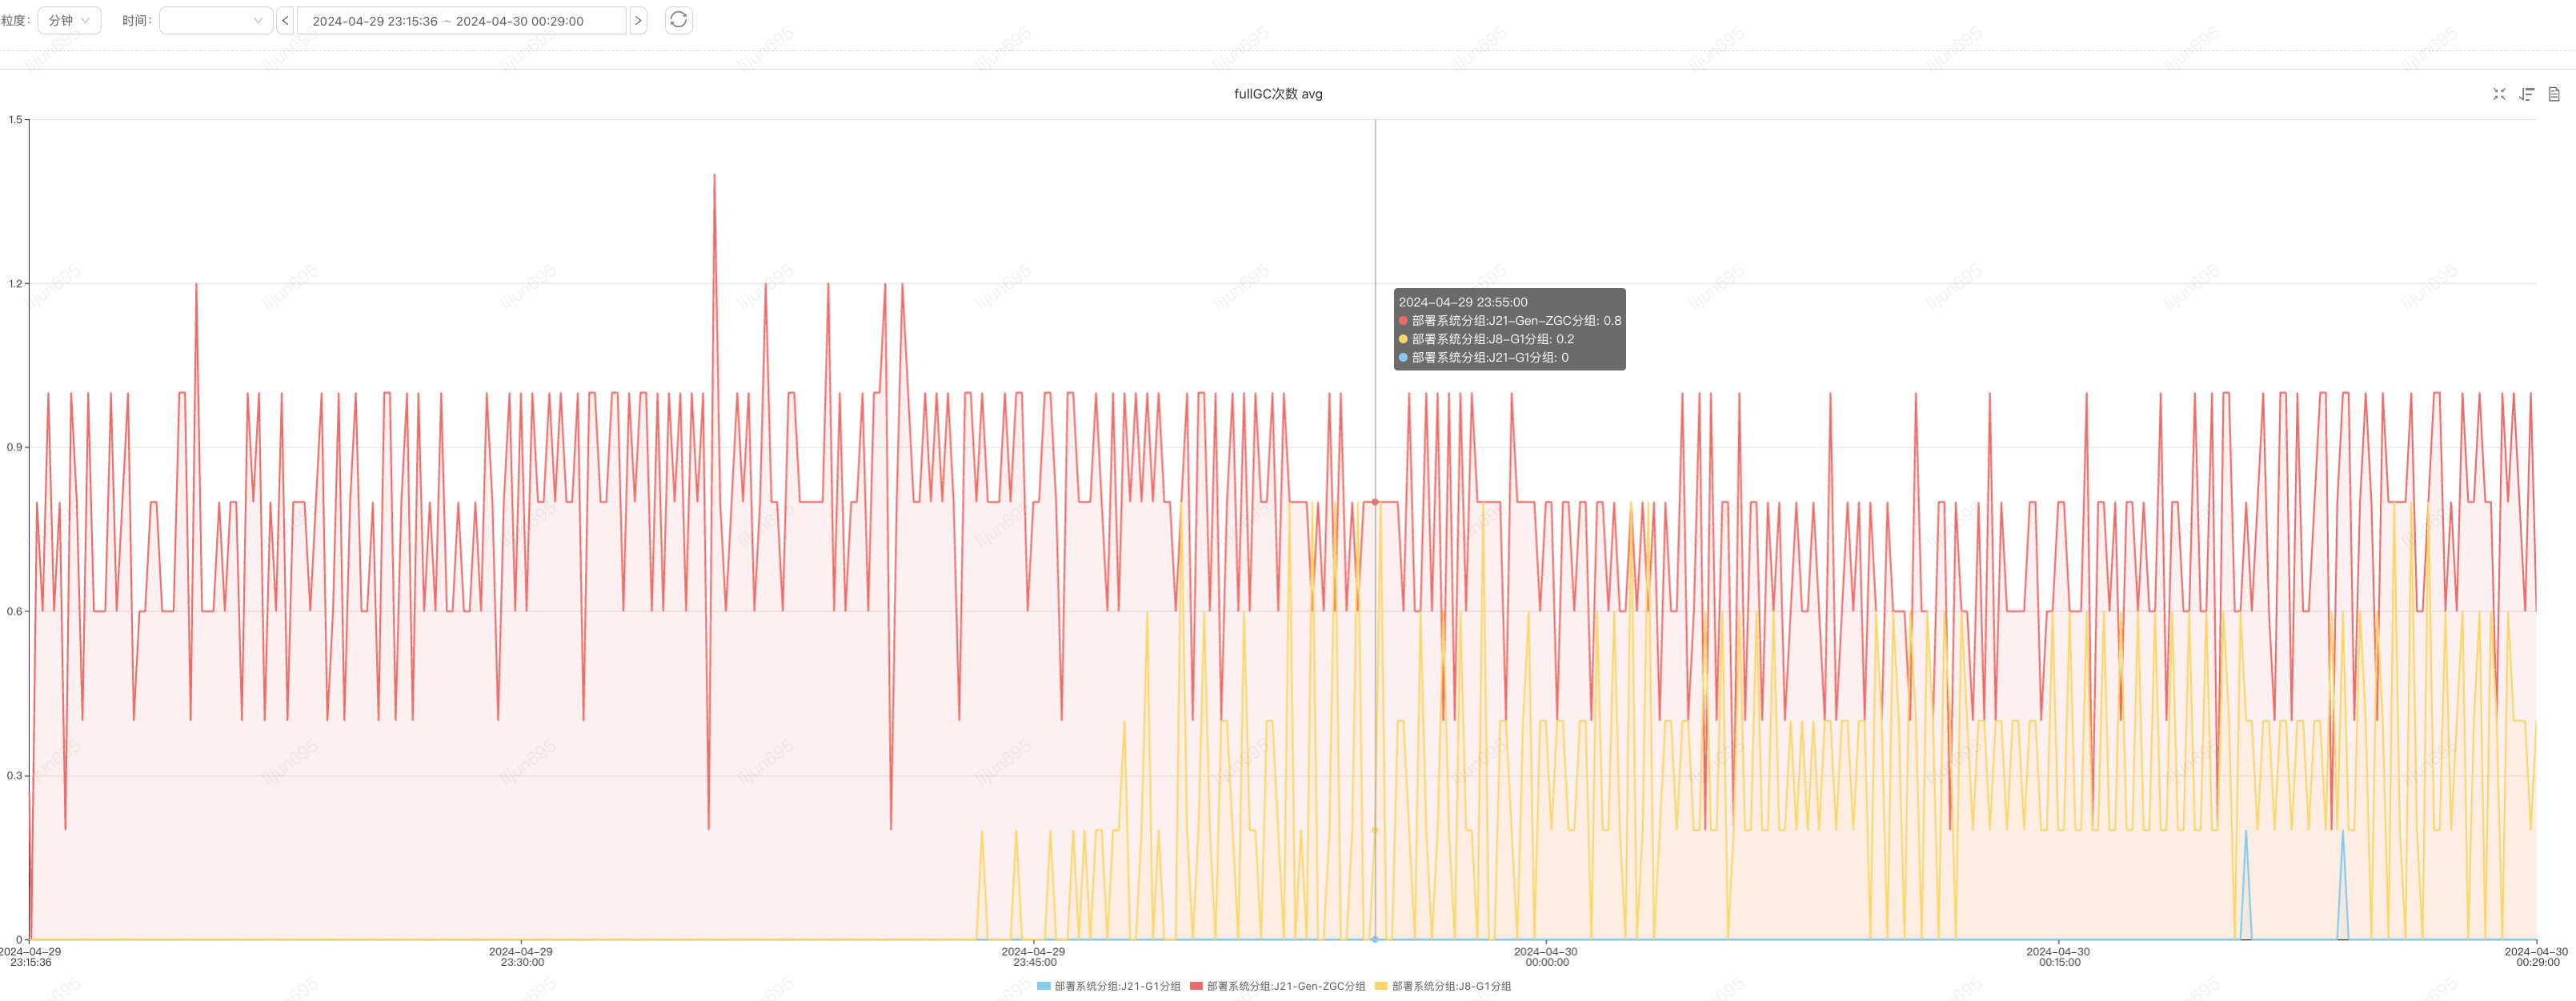 粒度: 分钟 时间: < 2024-04-29 23:15:36 ~ 2024-04-30 00:29:00 >
fullGC次数 avg
1.5
1.2
0.9
0.6
0.3
0
2024-04-29 23:55:00
部署系统分组:J21-Gen-ZGC分组: 0.8
部署系统分组:J8-G1分组: 0.2
部署系统分组:J21-G1分组: 0
2024-04-29 2024-04-29 2024-04-29 2024-04-30 2024-04-30 2024-04-30
23:15:36 23:30:00 23:45:00 00:00:00 00:15:00 00:29:00
部署系统分组:J21-G1分组 部署系统分组:J21-Gen-ZGC分组 部署系统分组:J8-G1分组